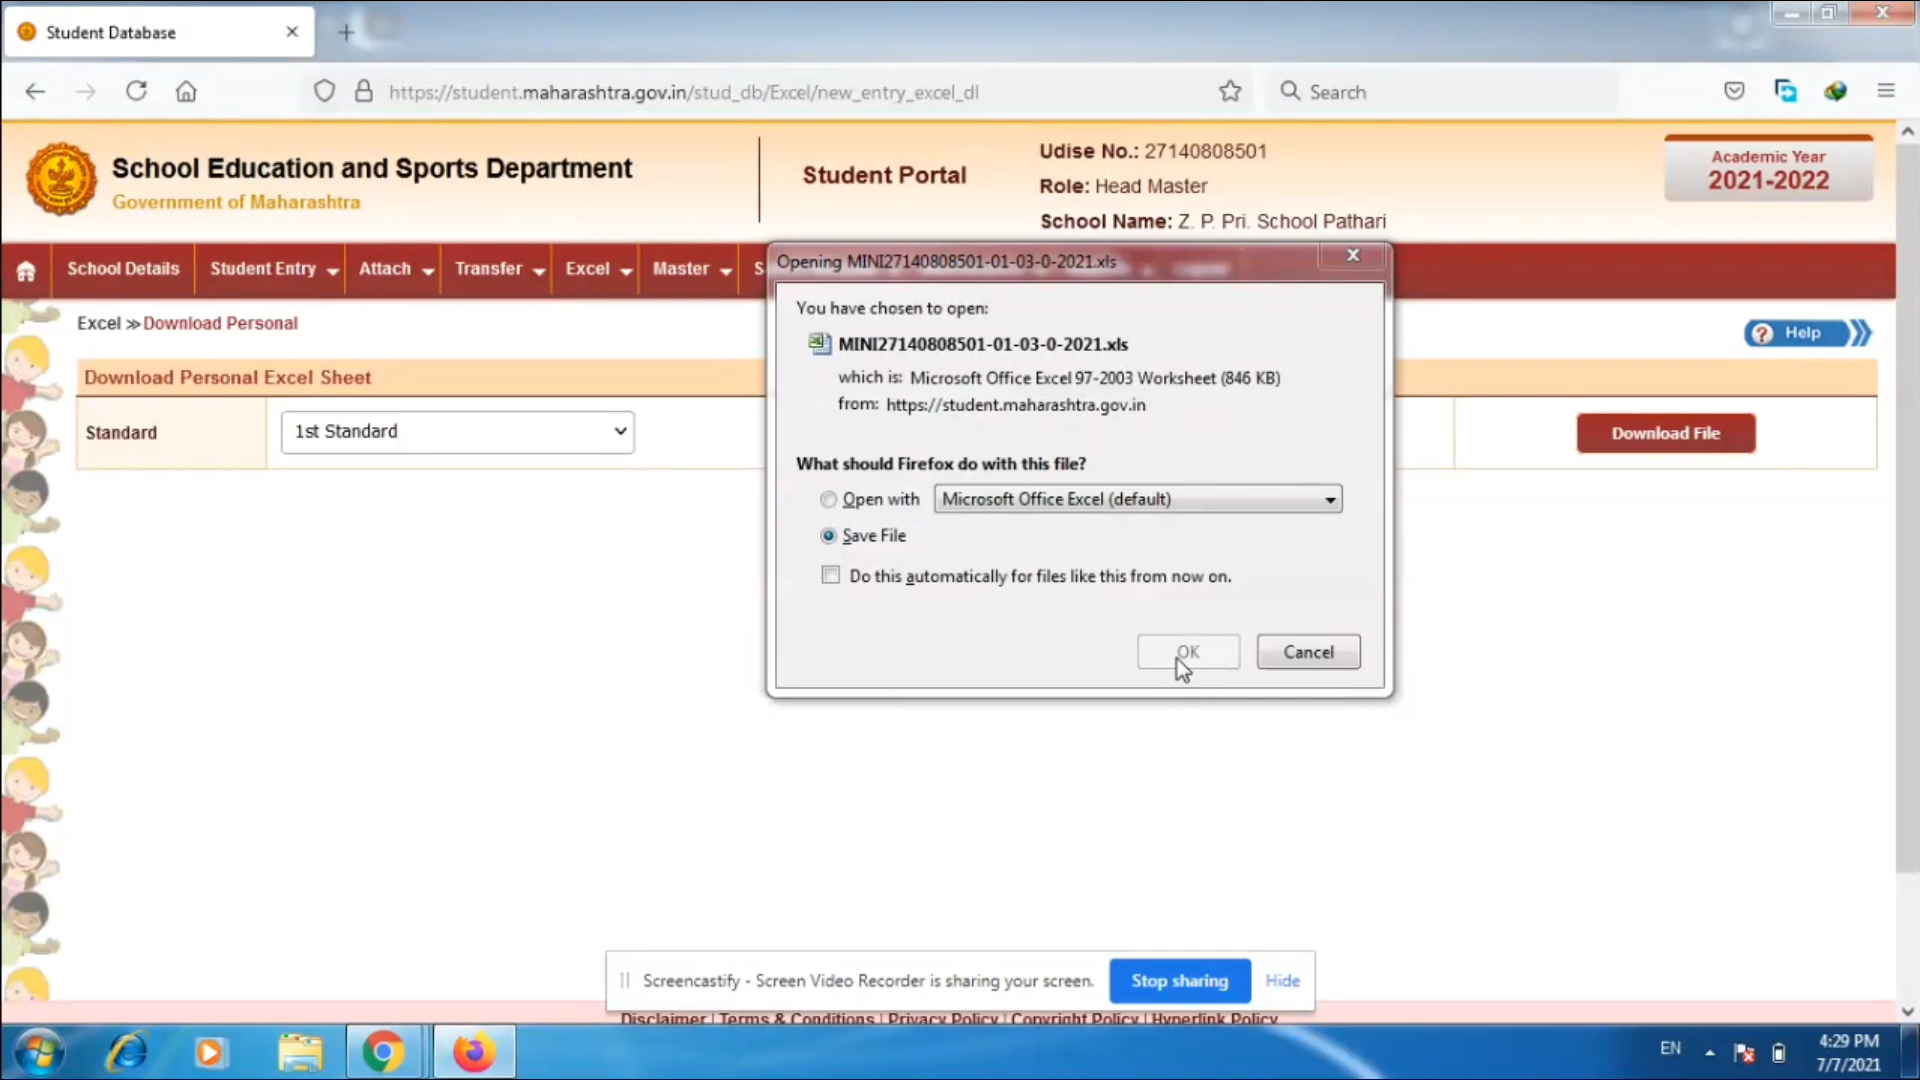 Student Database
https://student.maharashtra.gov.in/stud_db/Excel/new_entry_excel_dl
Search
School Education and Sports Department
Government of Maharashtra
Student Portal
Udise No.: 27140808501
Role: Head Master
School Name: Z. P. Pri. School Pathari
Academic Year
2021-2022
School Details
Student Entry
Attach
Transfer
Excel
Master
Opening MINI27140808501-01-03-0-2021.xls
You have chosen to open:
MINI27140808501-01-03-0-2021.xls
which is: Microsoft Office Excel 97-2003 Worksheet (846 KB)
from: https://student.maharashtra.gov.in
What should Firefox do with this file?
Open with Microsoft Office Excel (default)
Save File
Do this automatically for files like this from now on.
OK
Cancel
Excel ≫Download Personal
? Help
Download Personal Excel Sheet
Standard
1st Standard
Download File
Screencastify - Screen Video Recorder is sharing your screen.
Stop sharing
Hide
Disclaimer | Terms & Conditions | Privacy Policy | Copyright Policy | Hyperlink Policy
EN
4:29 PM
7/7/2021